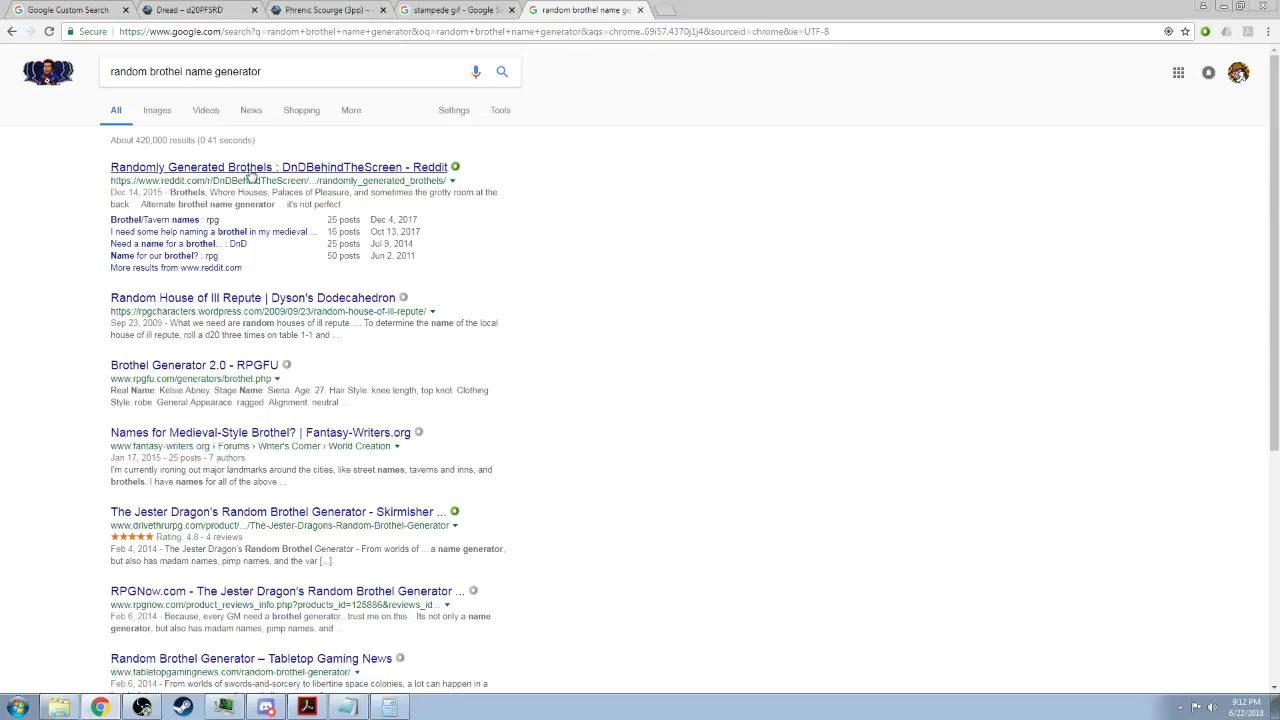 Google Custom Search
Dread – d20PFSRD
Phrenic Scourge (3pp) –
stampede gif - Google Se
random brothel name ge
Secure
https://www.google.com/search?q=random+brothel+name+generator&oq=random+brothel+name+generator&aqs=chrome..69i57.4370j1j4&sourceid=chrome&ie=UTF-8
random brothel name generator
All Images Videos News Shopping More Settings Tools
About 420,000 results (0.41 seconds)
Randomly Generated Brothels : DnDBehindTheScreen - Reddit
https://www.reddit.com/r/DnDBehindTheScreen/.../randomly_generated_brothels/
Dec 14, 2015 - Brothels, Whore Houses, Palaces of Pleasure, and sometimes the grotty room at the
back ... Alternate brothel name generator ... it's not perfect
Brothel/Tavern names : rpg 25 posts Dec 4, 2017
I need some help naming a brothel in my medieval ... 16 posts Oct 13, 2017
Need a name for a brothel... : DnD 25 posts Jul 9, 2014
Name for our brothel? : rpg 50 posts Jun 2, 2011
More results from www.reddit.com
Random House of Ill Repute | Dyson's Dodecahedron
https://rpgcharacters.wordpress.com/2009/09/23/random-house-of-ill-repute/
Sep 23, 2009 - What we need are random houses of ill repute. ... To determine the name of the local
house of ill repute, roll a d20 three times on table 1-1 and ...
Brothel Generator 2.0 - RPGFU
www.rpgfu.com/generators/brothel.php
Real Name: Kelsie Abney. Stage Name: Siena. Age: 27. Hair Style: knee length, top knot. Clothing
Style: robe. General Appearace. ragged. Alignment: neutral ...
Names for Medieval-Style Brothel? | Fantasy-Writers.org
www.fantasy-writers.org › Forums › Writer's Corner › World Creation
Jan 17, 2015 - 25 posts - 7 authors
I'm currently ironing out major landmarks around the cities, like street names, taverns and inns, and
brothels. I have names for all of the above ...
The Jester Dragon's Random Brothel Generator - Skirmisher ...
www.drivethrurpg.com/product/.../The-Jester-Dragons-Random-Brothel-Generator
Rating: 4.8 - 4 reviews
Feb 4, 2014 - The Jester Dragon's Random Brothel Generator - From worlds of ... a name generator,
but also has madam names, pimp names, and the var [...].
RPGNow.com - The Jester Dragon's Random Brothel Generator ...
www.rpgnow.com/product_reviews_info.php?products_id=125886&reviews_id...
Feb 6, 2014 - Because, every GM need a brothel generator...trust me on this... Its not only a name
generator, but also has madam names, pimp names, and ...
Random Brothel Generator – Tabletop Gaming News
www.tabletopgamingnews.com/random-brothel-generator/
Feb 6, 2014 - From worlds of swords-and-sorcery to libertine space colonies, a lot can happen in a
9:12 PM
6/22/2018